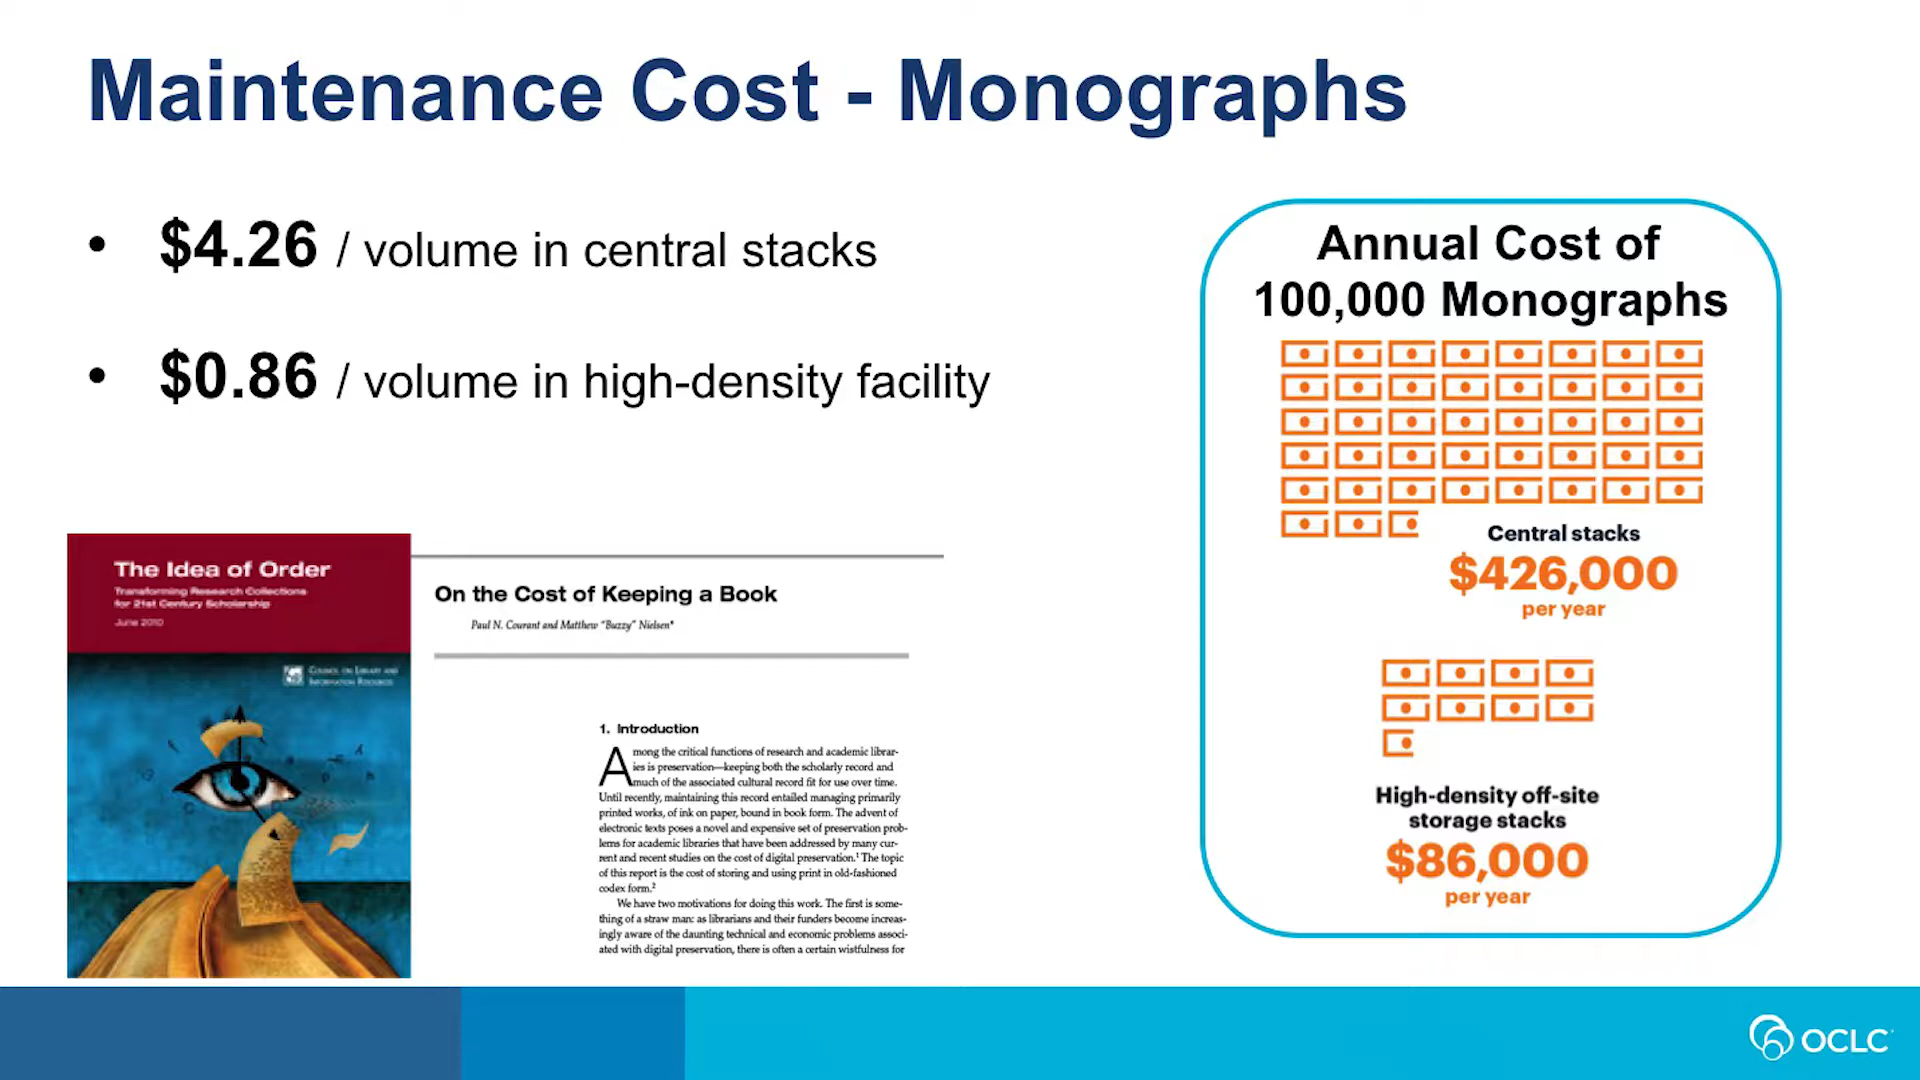 Maintenance Cost - Monographs
• $4.26 / volume in central stacks
• $0.86 / volume in high-density facility
The Idea of Order
Transforming Research Collections
for 21st Century Scholarship
June 2010
Council on Library and
Information Resources
On the Cost of Keeping a Book
Paul N. Courant and Matthew "Buzzy" Nielsen*
1. Introduction
Among the critical functions of research and academic librar-
ies is preservation—keeping both the scholarly record and
much of the associated cultural record fit for use over time.
Until recently, maintaining this record entailed managing primarily
printed works, of ink on paper, bound in book form. The advent of
electronic texts poses a novel and expensive set of preservation prob-
lems for academic libraries that have been addressed by many cur-
rent and recent studies on the cost of digital preservation.¹ The topic
of this report is the cost of storing and using print in old-fashioned
codex form.²
We have two motivations for doing this work. The first is some-
thing of a straw man: as librarians and their funders become increas-
ingly aware of the daunting technical and economic problems associ-
ated with digital preservation, there is often a certain wistfulness for
Annual Cost of
100,000 Monographs
Central stacks
$426,000
per year
High-density off-site
storage stacks
$86,000
per year
OCLC